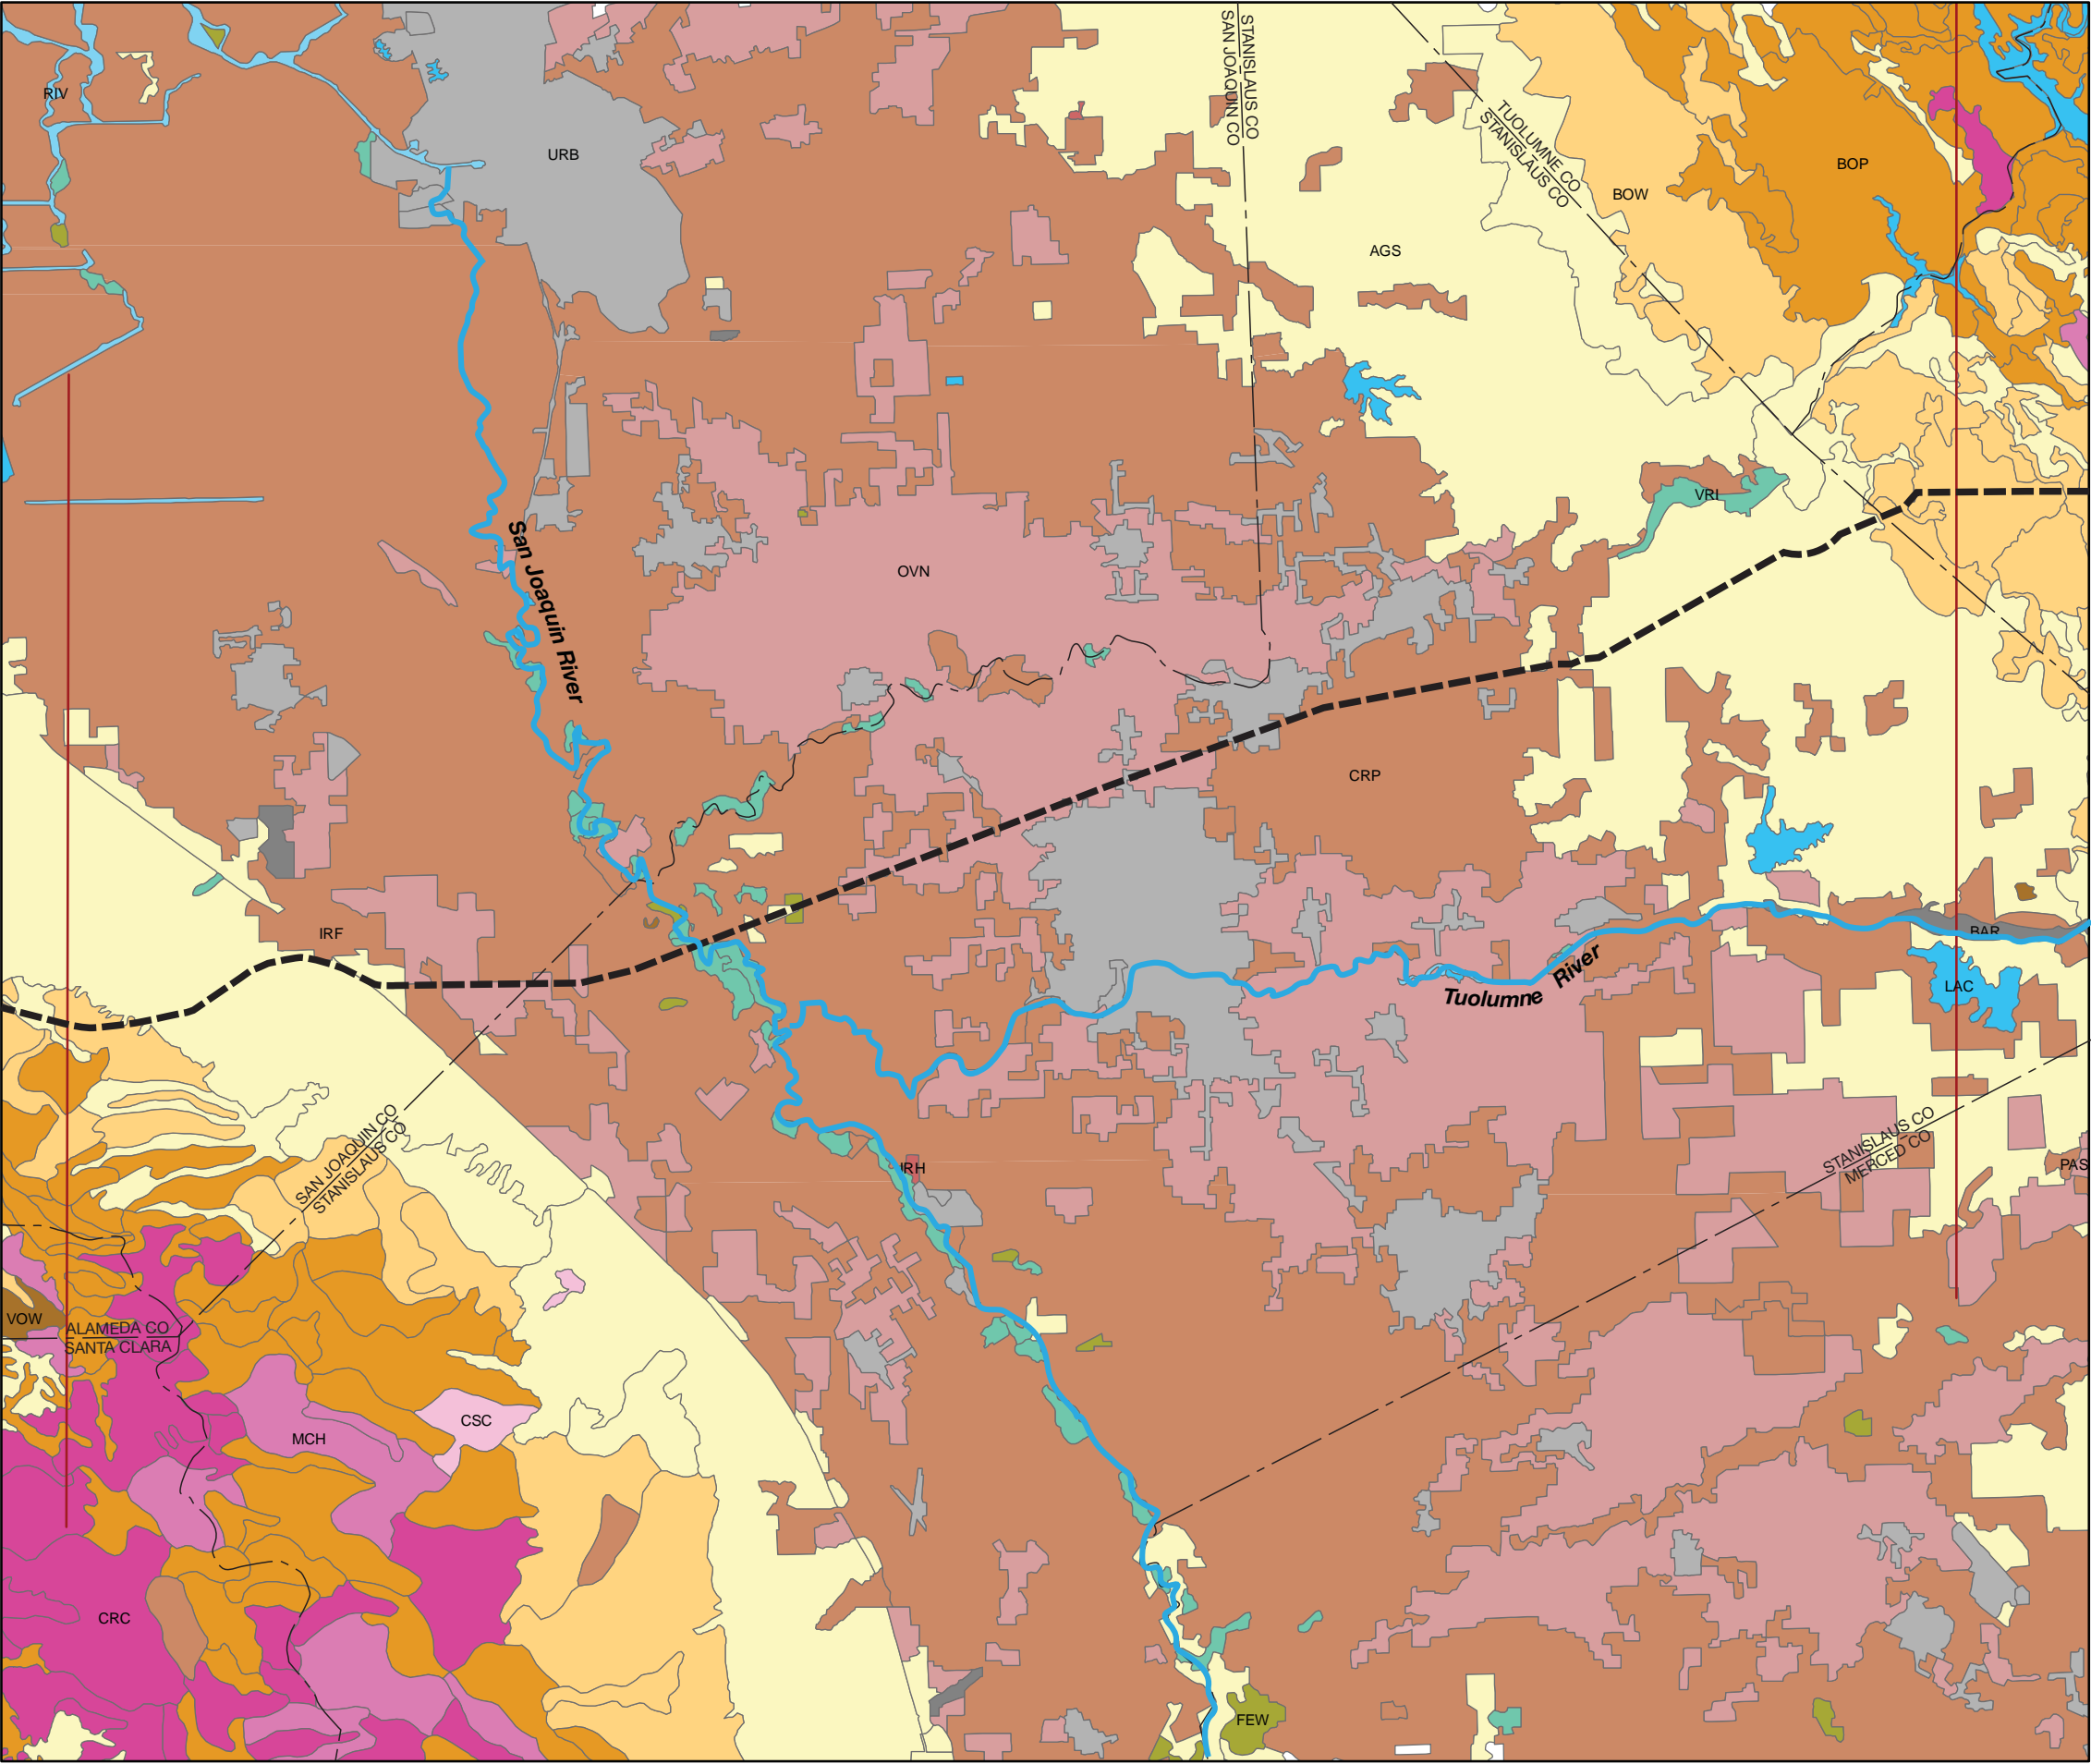 SAN JOAQUIN CO
STANISLAUS CO
RIV
URB
TUOLUMNE CO
STANISLAUS CO
BOP
BOW
AGS
VRI
San Joaquin River
OVN
CRP
IRF
BAR
LAC
Tuolumne River
SAN JOAQUIN CO
STANISLAUS CO
STANISLAUS CO
MERCED CO
PAS
VOW
ALAMEDA CO
SANTA CLARA
CSC
MCH
CRC
FEW